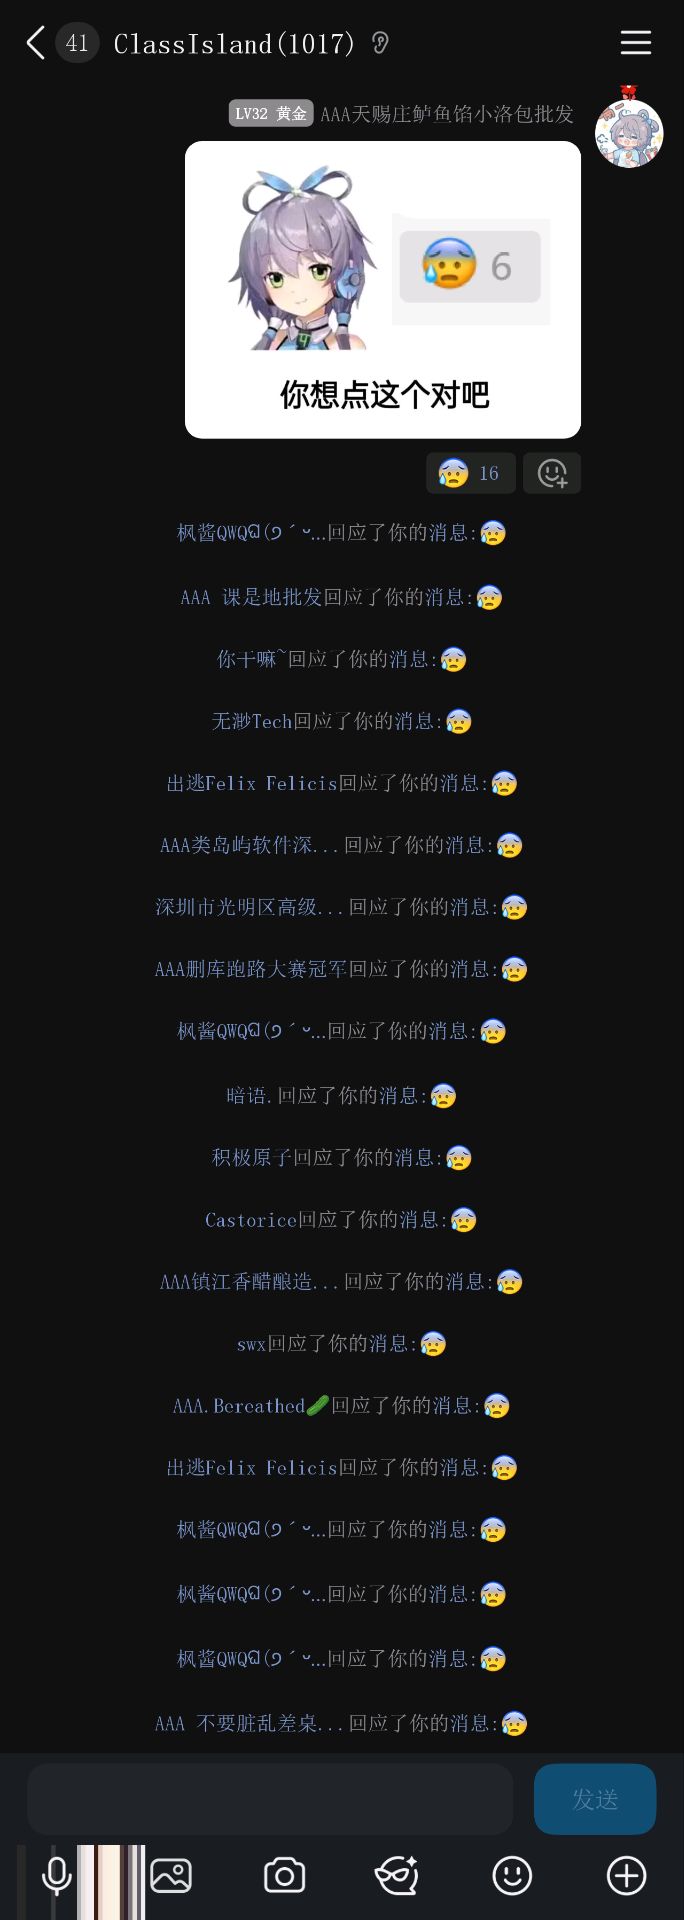 41 ClassIsland(1017)
LV32 黄金 AAA天赐庄鲈鱼馅小洛包批发
6
你想点这个对吧
16
枫酱QWQ ...回应了你的消息:
AAA 课是地批发回应了你的消息:
你干嘛~回应了你的消息:
无渺Tech回应了你的消息:
出逃Felix Felicis回应了你的消息:
AAA类岛屿软件深...回应了你的消息:
深圳市光明区高级...回应了你的消息:
AAA删库跑路大赛冠军回应了你的消息:
枫酱QWQ ...回应了你的消息:
暗语.回应了你的消息:
积极原子回应了你的消息:
Castorice回应了你的消息:
AAA镇江香醋酿造...回应了你的消息:
swx回应了你的消息:
AAA.Bereathed回应了你的消息:
出逃Felix Felicis回应了你的消息:
枫酱QWQ ...回应了你的消息:
枫酱QWQ ...回应了你的消息:
枫酱QWQ ...回应了你的消息:
AAA 不要脏乱差桌...回应了你的消息:
发送